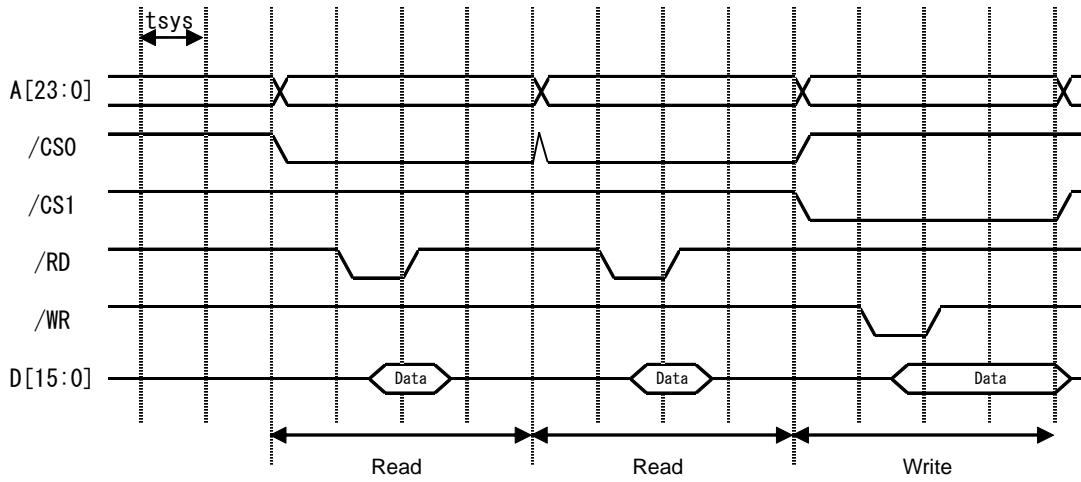 tsys
A[23:0]
/CS0
/CS1
/RD
/WR
D[15:0]
Data
Data
Data
Read
Read
Write